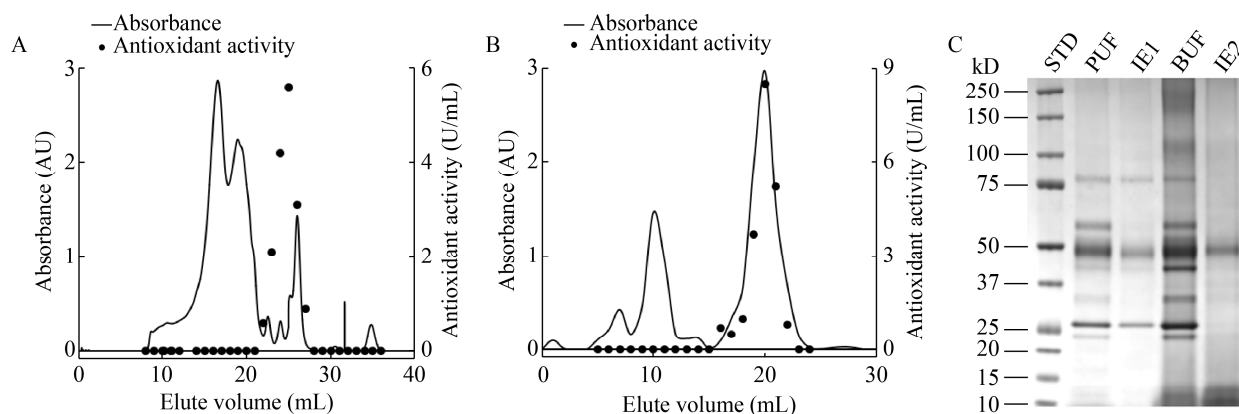 A
—Absorbance
• Antioxidant activity
3
2
1
0
6
4
2
0
0
10
20
30
40
Absorbance (AU)
Antioxidant activity (U/mL)
Elute volume (mL)
B
— Absorbance
• Antioxidant activity
3
2
1
0
9
6
3
0
0
10
20
30
Absorbance (AU)
Antioxidant activity (U/mL)
Elute volume (mL)
C
kD
STD
PUF
IE1
BUF
IE2
250
150
100
75
50
37
25
20
15
10